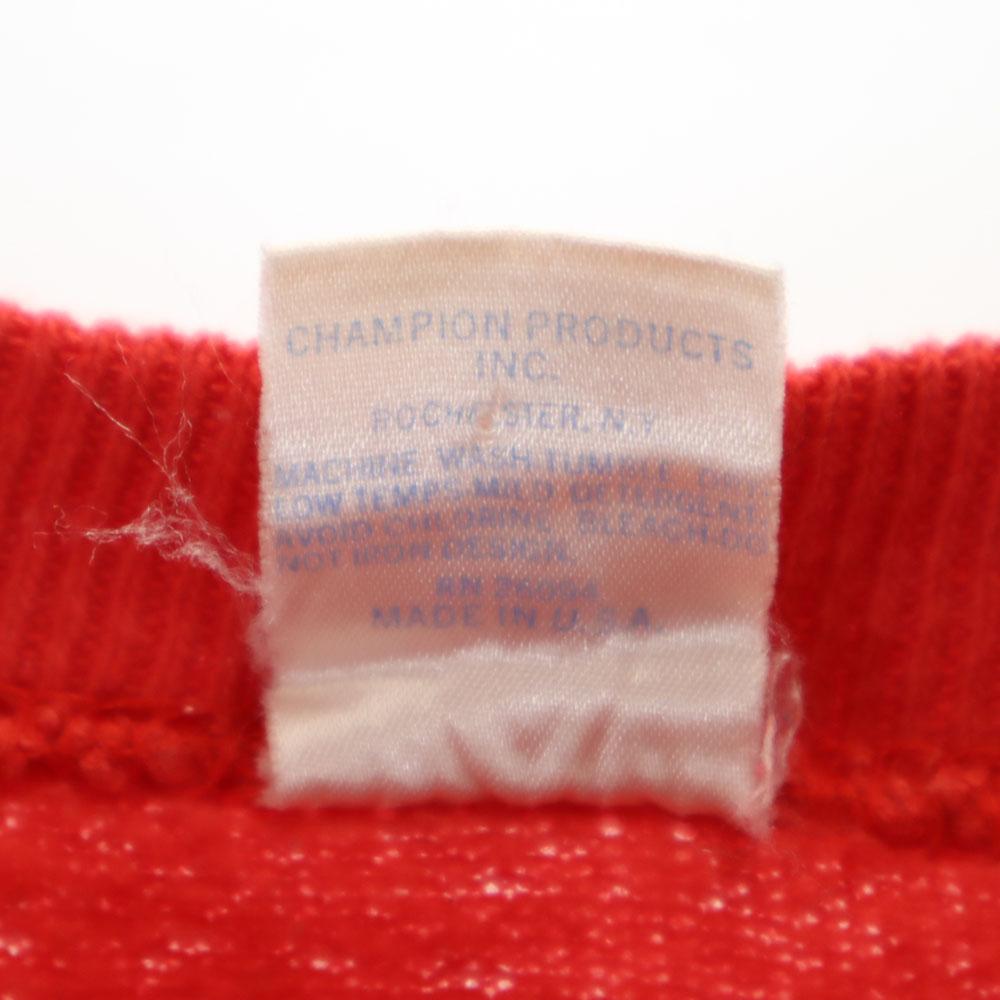 CHAMPION PRODUCTS
INC.
ROCHESTER, N.Y
MACHINE WASH TUMBLE DRY-
LOW TEMPS-MILD DETERGENT.
AVOID CHLORINE BLEACH-DO
NOT IRON DESIGN.
RN 26094
MADE IN U.S.A.